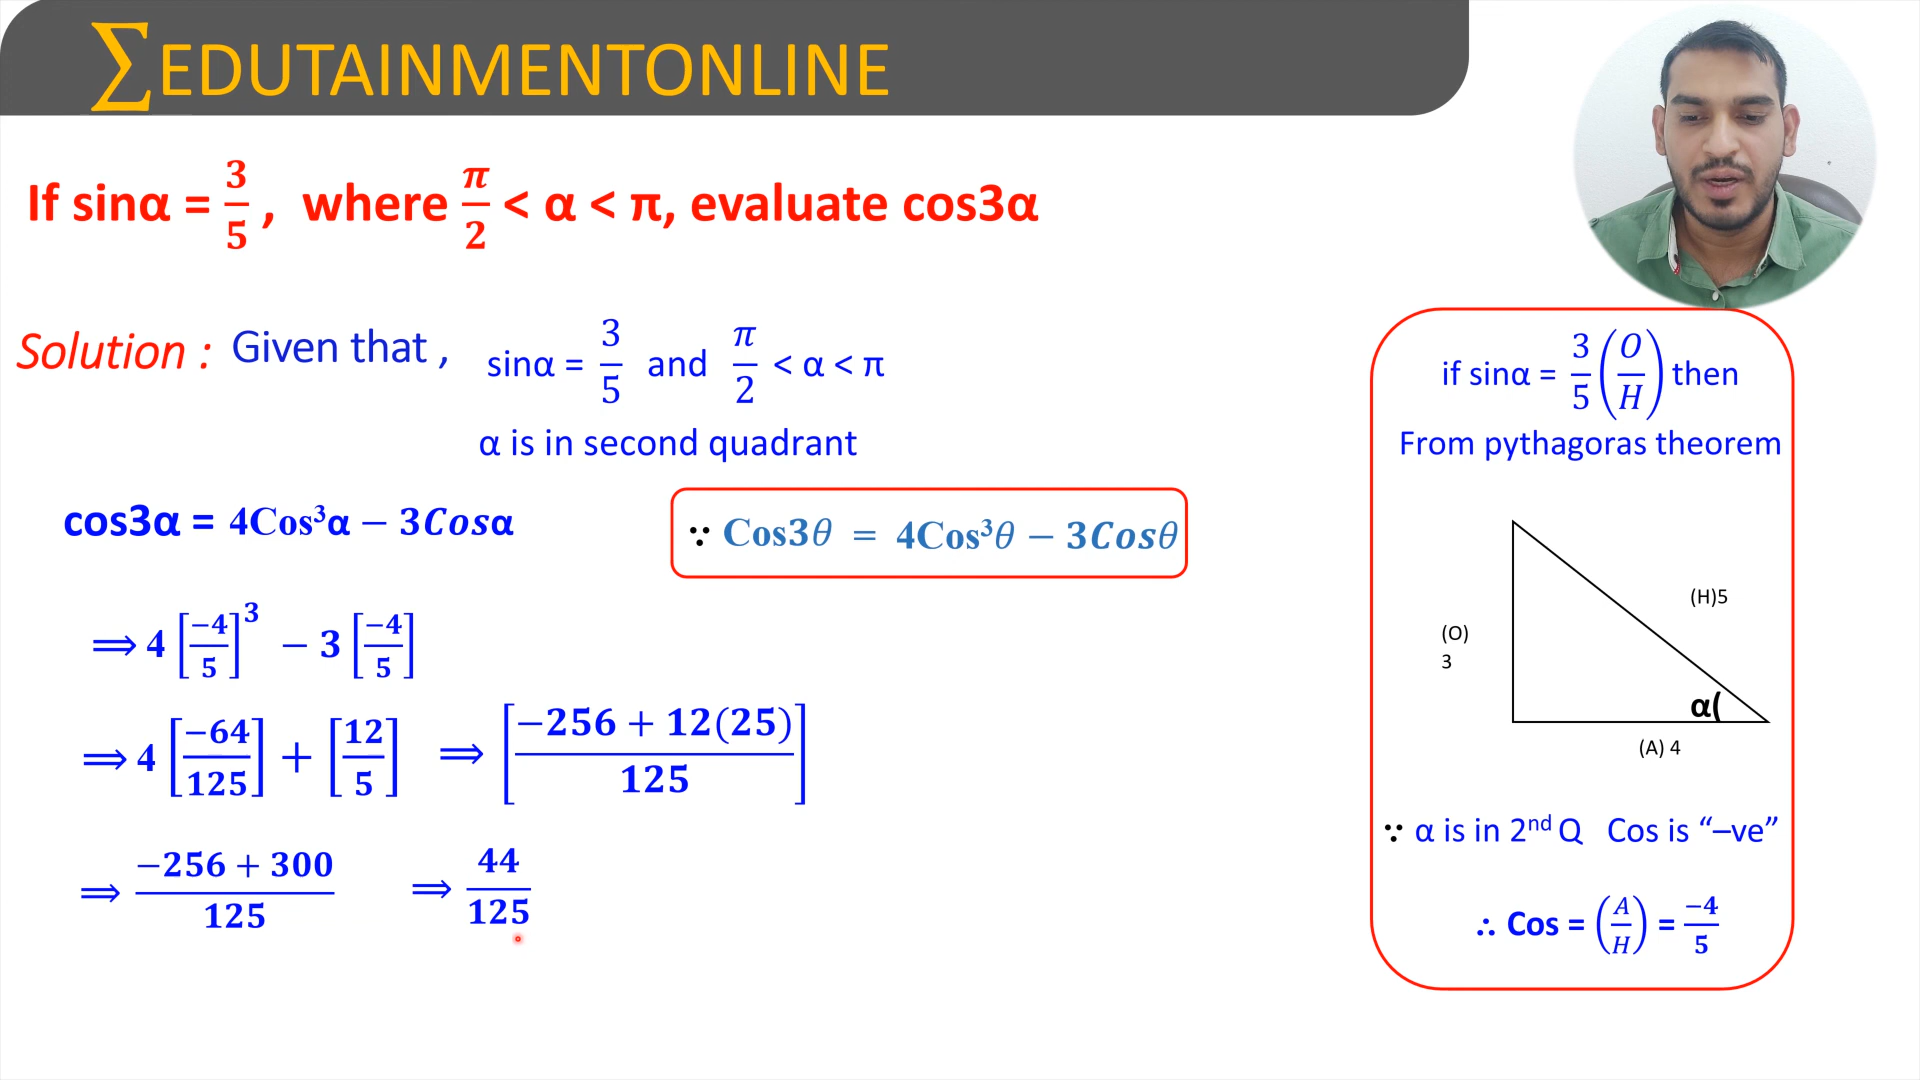 ∑EDUTAINMENTONLINE
If sinα = 3/5 , where π/2 < α < π, evaluate cos3α
Solution : Given that , sinα = 3/5 and π/2 < α < π
α is in second quadrant
cos3α = 4Cos³α − 3Cosα
∵ Cos3θ = 4Cos³θ − 3Cosθ
⟹ 4 [−4/5]³ − 3 [−4/5]
⟹ 4 [−64/125] + [12/5] ⟹ [−256 + 12(25)/125]
⟹ −256 + 300/125 ⟹ 44/125
if sinα = 3/5 (O/H) then
From pythagoras theorem
(H)5
(O)
3
α(
(A) 4
∵ α is in 2nd Q Cos is “–ve”
∴ Cos = (A/H) = −4/5